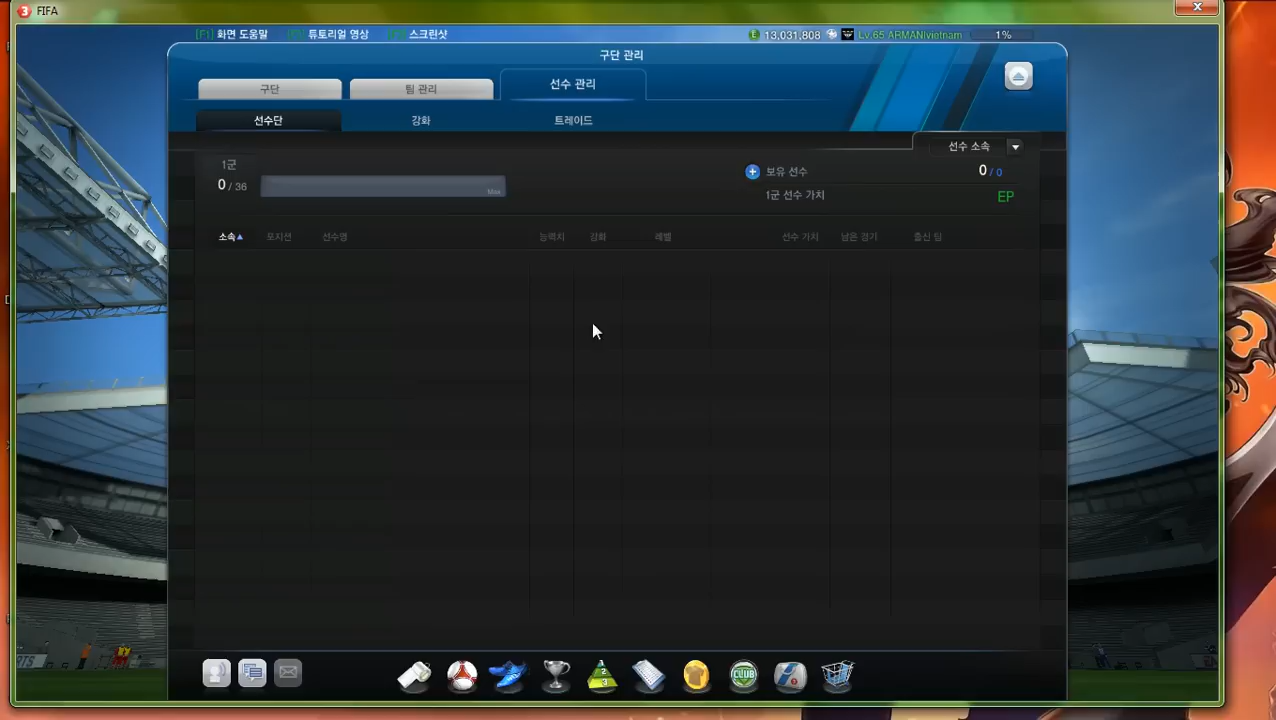 3 FIFA
[F1] 화면 도움말 튜토리얼 영상 스크린샷
E 13,031,808 Lv.65 ARMANIvietnam 1%
구단 관리
구단 팀 관리 선수 관리
선수단 강화 트레이드
선수 소속
1군
0 / 36
Max
보유 선수 0 / 0
1군 선수 가치 EP
소속 포지션 선수명 능력치 강화 레벨 선수 가치 남은 경기 출신 팀
2
3
CLUB